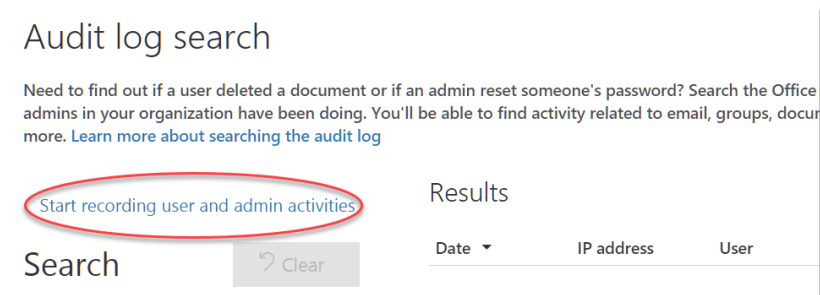 Audit log search
Need to find out if a user deleted a document or if an admin reset someone's password? Search the Office
admins in your organization have been doing. You'll be able to find activity related to email, groups, docu
more. Learn more about searching the audit log
Start recording user and admin activities
Results
Date IP address User
Search Clear